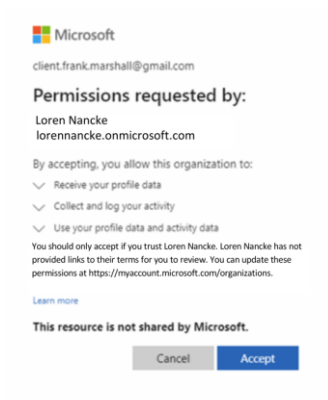 Microsoft
client.frank.marshall@gmail.com
Permissions requested by:
Loren Nancke
lorennancke.onmicrosoft.com
By accepting, you allow this organization to:
Receive your profile data
Collect and log your activity
Use your profile data and activity data
You should only accept if you trust Loren Nancke. Loren Nancke has not
provided links to their terms for you to review. You can update these
permissions at https://myaccount.microsoft.com/organizations.
Learn more
This resource is not shared by Microsoft.
Cancel
Accept